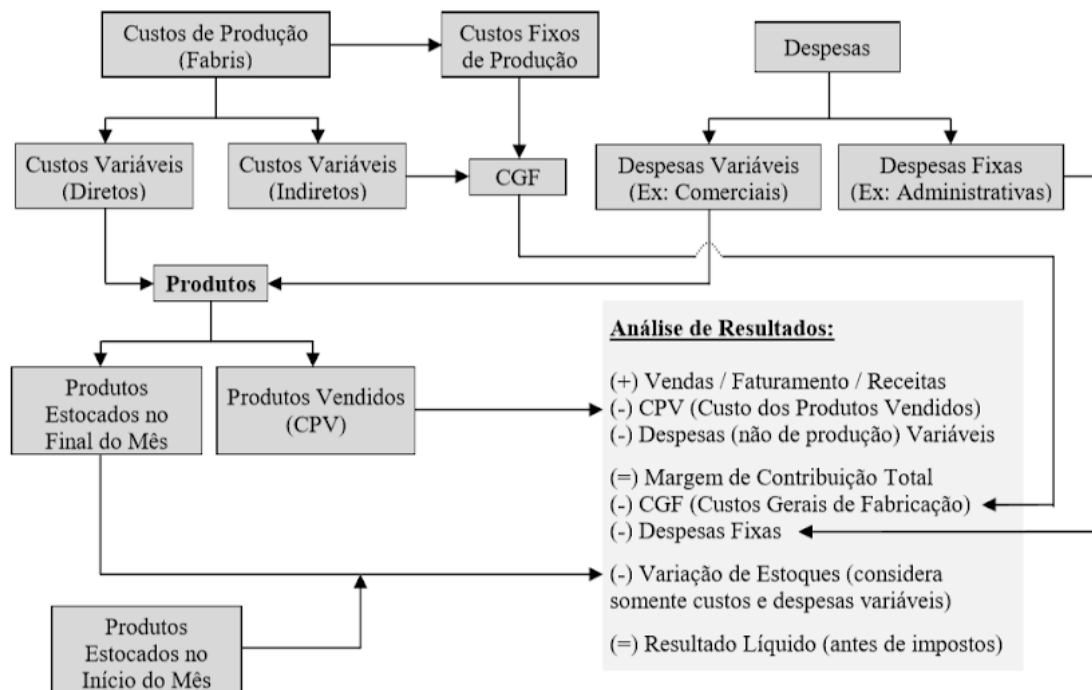 Custos de Produção
(Fabris)
Custos Fixos
de Produção
Despesas
Custos Variáveis
(Diretos)
Custos Variáveis
(Indiretos)
CGF
Despesas Variáveis
(Ex: Comerciais)
Despesas Fixas
(Ex: Administrativas)
Produtos
Produtos
Estocados no
Final do Mês
Produtos Vendidos
(CPV)
Análise de Resultados:
(+) Vendas / Faturamento / Receitas
(-) CPV (Custo dos Produtos Vendidos)
(-) Despesas (não de produção) Variáveis
(=) Margem de Contribuição Total
(-) CGF (Custos Gerais de Fabricação)
(-) Despesas Fixas
(-) Variação de Estoques (considera
somente custos e despesas variáveis)
(=) Resultado Líquido (antes de impostos)
Produtos
Estocados no
Início do Mês